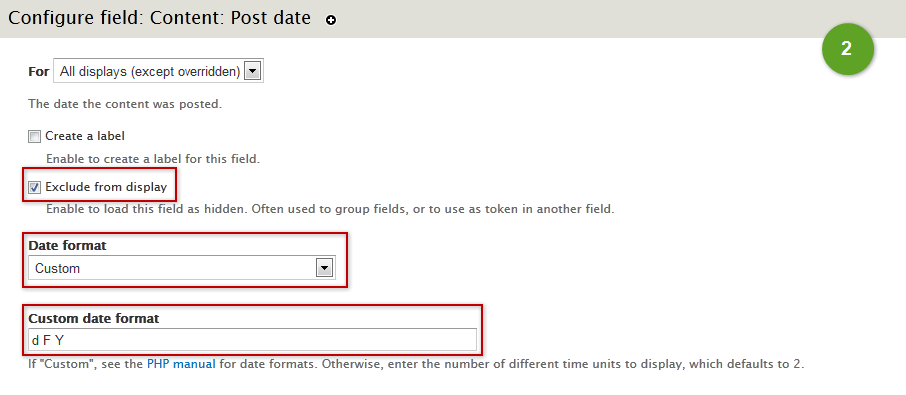 Configure field: Content: Post date
2
For All displays (except overridden)
The date the content was posted.
Create a label
Enable to create a label for this field.
Exclude from display
Enable to load this field as hidden. Often used to group fields, or to use as token in another field.
Date format
Custom
Custom date format
d F Y
If "Custom", see the PHP manual for date formats. Otherwise, enter the number of different time units to display, which defaults to 2.